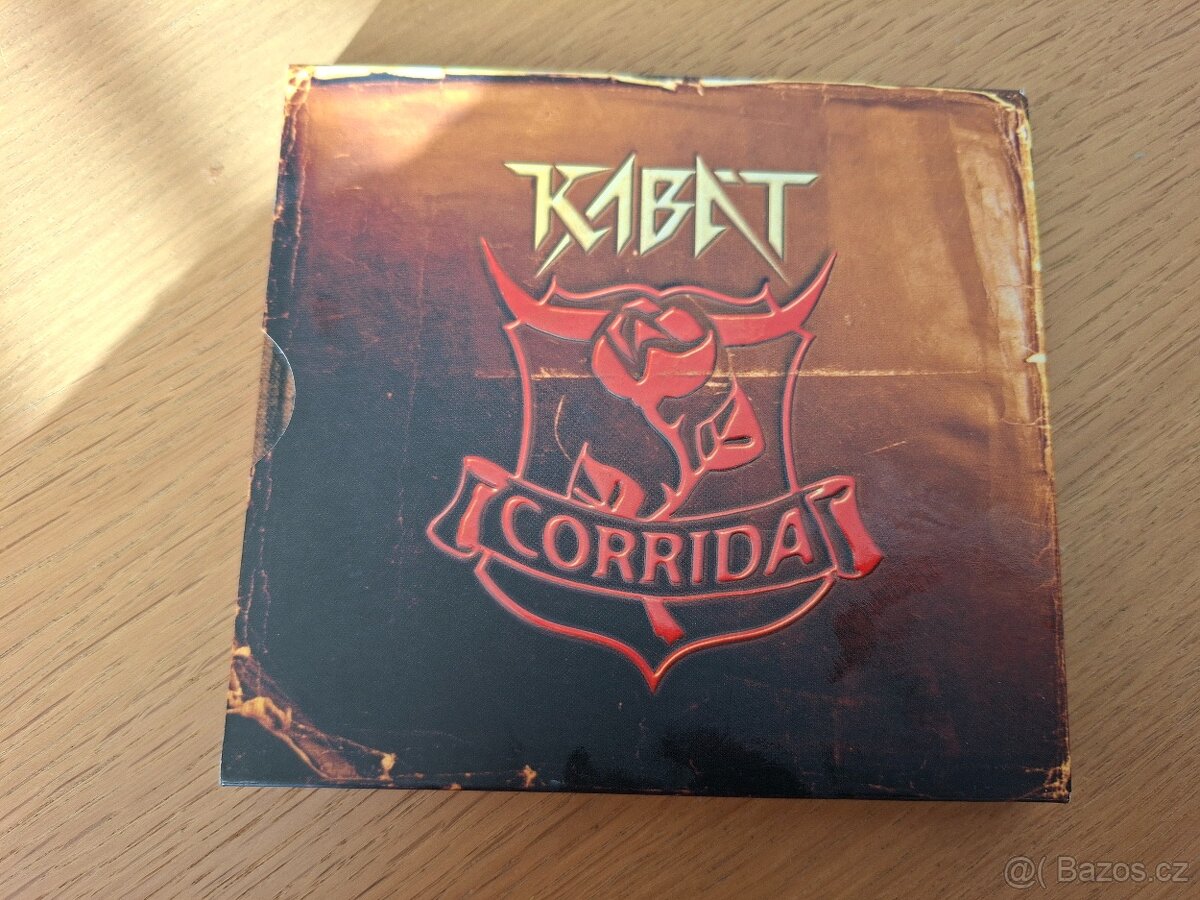 KABÁT
CORRIDA
@( Bazos.cz